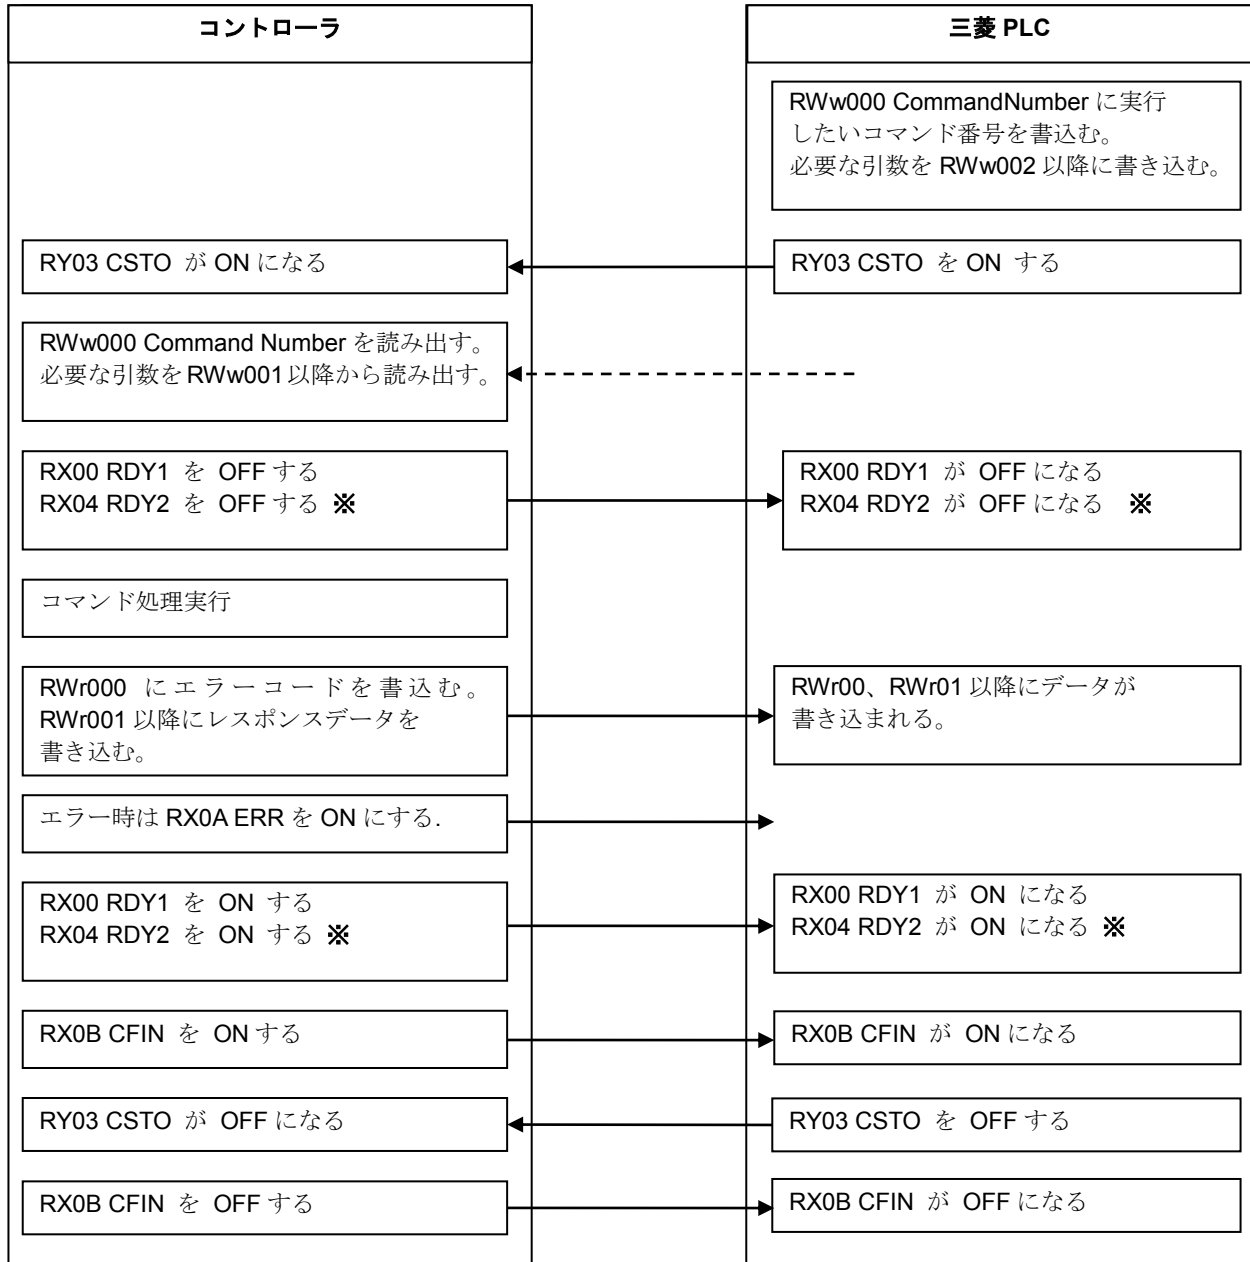 コントローラ
三菱 PLC
RWw000 CommandNumber に実行
したいコマンド番号を書込む。
必要な引数を RWw002 以降に書き込む。
RY03 CSTO が ON になる
RY03 CSTO を ON する
RWw000 Command Number を読み出す。
必要な引数を RWw001 以降から読み出す。
RX00 RDY1 を OFF する
RX04 RDY2 を OFF する ※
RX00 RDY1 が OFF になる
RX04 RDY2 が OFF になる ※
コマンド処理実行
RWr000 にエラーコードを書込む。
RWr001 以降にレスポンスデータを
書き込む。
RWr00、RWr01 以降にデータが
書き込まれる。
エラー時は RX0A ERR を ON にする.
RX00 RDY1 を ON する
RX04 RDY2 を ON する ※
RX00 RDY1 が ON になる
RX04 RDY2 が ON になる ※
RX0B CFIN を ON する
RX0B CFIN が ON になる
RY03 CSTO が OFF になる
RY03 CSTO を OFF する
RX0B CFIN を OFF する
RX0B CFIN が OFF になる